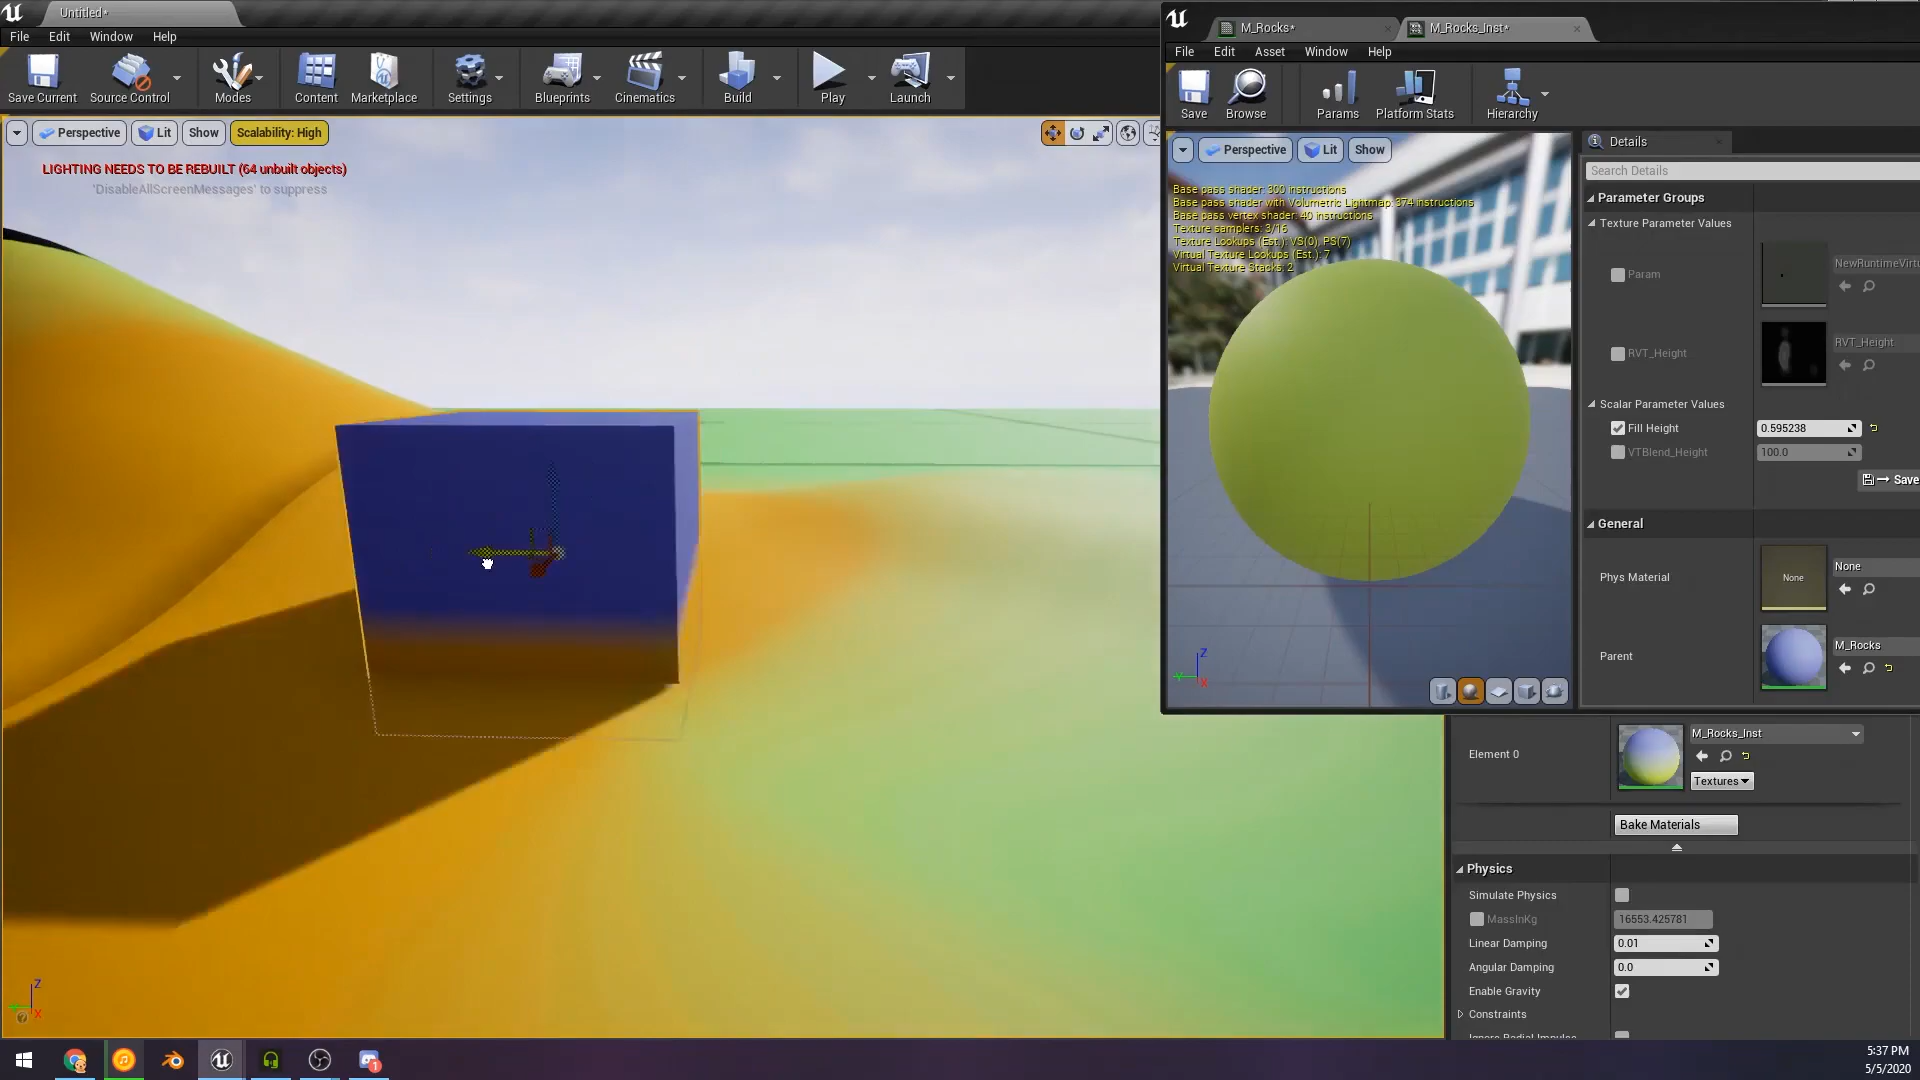 Untitled*
File Edit Window Help
Save Current Source Control Modes Content Marketplace Settings Blueprints Cinematics Build Play Launch
Perspective Lit Show Scalability: High
LIGHTING NEEDS TO BE REBUILT (64 unbuilt objects)
'DisableAllScreenMessages' to suppress
Z
X
M_Rocks* M_Rocks_Inst*
File Edit Asset Window Help
Save Browse Params Platform Stats Hierarchy
Perspective Lit Show
Base pass shader: 300 instructions
Base pass shader with Volumetric Lightmap: 374 instructions
Base pass vertex shader: 40 instructions
Texture samplers: 3/16
Texture Lookups (Est.): VS(0), PS(7)
Virtual Texture Lookups (Est.): 7
Virtual Texture Stacks: 2
Z
Y
X
Details
Search Details
Parameter Groups
Texture Parameter Values
Param NewRuntimeVirtu
RVT_Height RVT_Height
Scalar Parameter Values
Fill Height 0.595238
VTBlend_Height 100.0
Save
General
Phys Material None None
Parent M_Rocks
Element 0 M_Rocks_Inst
Textures
Bake Materials
Physics
Simulate Physics
MassInKg 16553.425781
Linear Damping 0.01
Angular Damping 0.0
Enable Gravity
Constraints
Ignore Radial Impulse
1
5:37 PM
5/5/2020